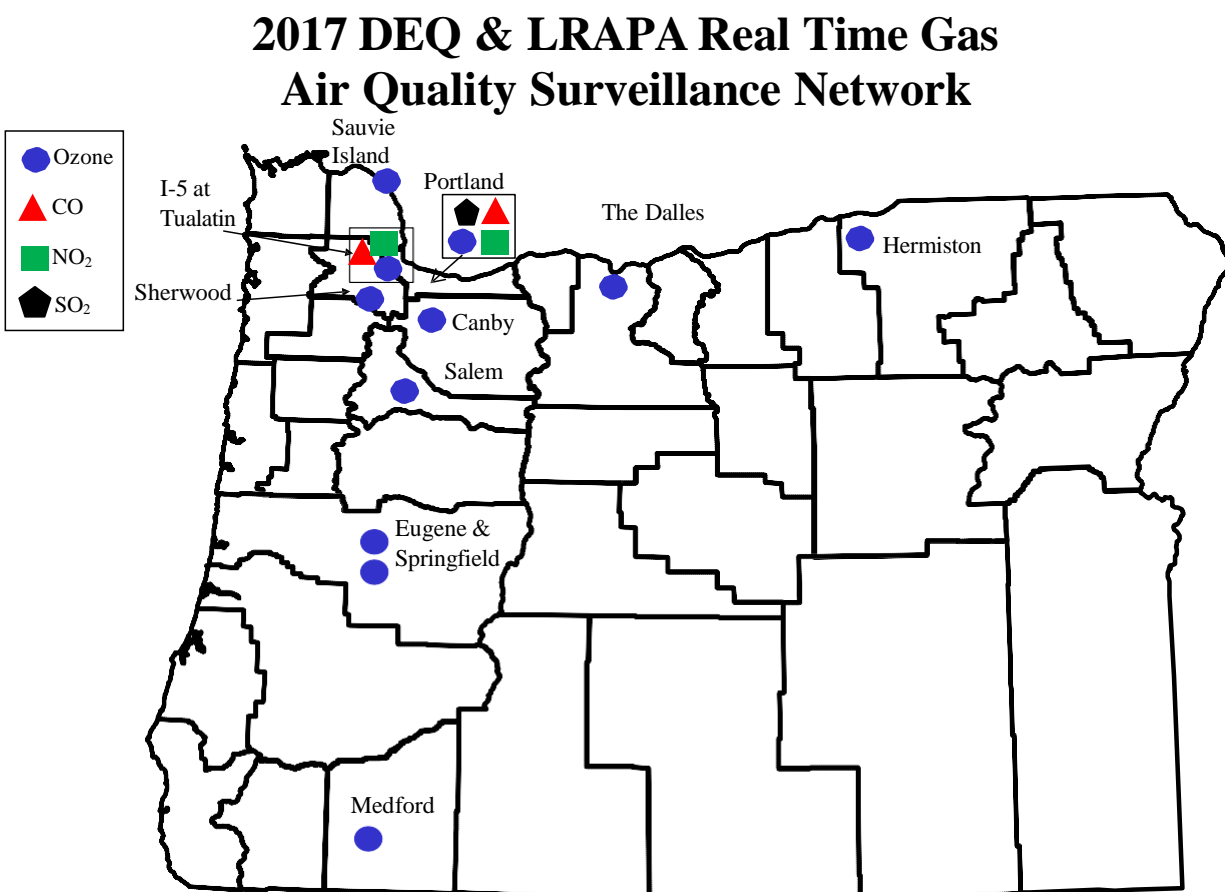 2017 DEQ & LRAPA Real Time Gas
Air Quality Surveillance Network
Ozone
CO
NO₂
SO₂
Sauvie
Island
I-5 at
Tualatin
Portland
The Dalles
Hermiston
Sherwood
Canby
Salem
Eugene &
Springfield
Medford